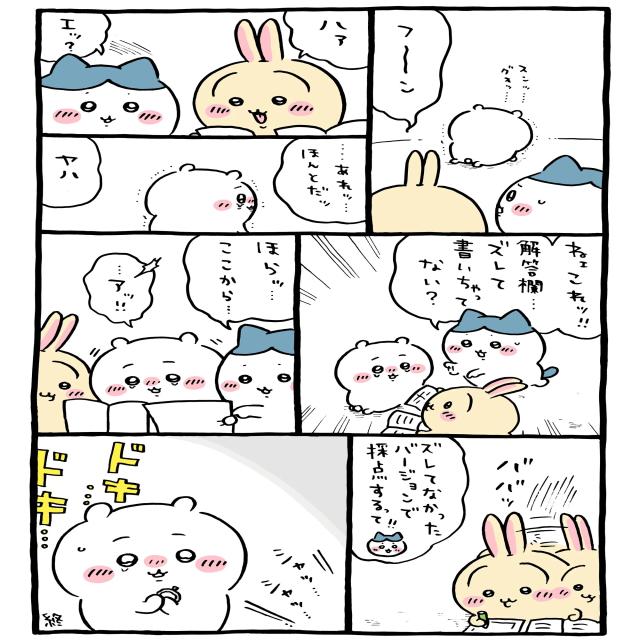 フーーン
スンッ…
グスッ…
ハァ
エッ？
…あれッ…
ほんとだッ
ヤハ
ねェこれッ!!
解答欄…
ズレて
書いちゃって
ない？
ほらッ…
ここから…
…アッ!!
ババッ
ズレてなかった
バージョンで
採点するって!!
シャッ
シャッ
ドキ…
ドキ…
終